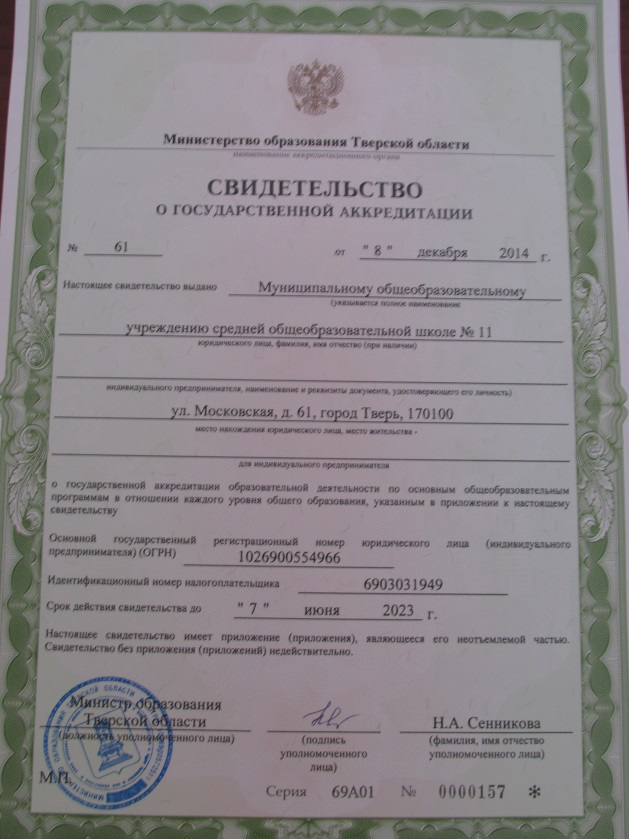 Министерство образования Тверской области
наименование аккредитационного органа
СВИДЕТЕЛЬСТВО
О ГОСУДАРСТВЕННОЙ АККРЕДИТАЦИИ
№ 61 от " 8 " декабря 2014 г.
Настоящее свидетельство выдано Муниципальному общеобразовательному
(указывается полное наименование
учреждению средней общеобразовательной школе № 11
юридического лица, фамилия, имя отчество (при наличии)
индивидуального предпринимателя, наименование и реквизиты документа, удостоверяющего его личность)
ул. Московская, д. 61, город Тверь, 170100
место нахождения юридического лица, место жительства -
для индивидуального предпринимателя
о государственной аккредитации образовательной деятельности по основным общеобразовательным
программам в отношении каждого уровня общего образования, указанным в приложении к настоящему
свидетельству
Основной государственный регистрационный номер юридического лица (индивидуального
предпринимателя) (ОГРН) 1026900554966
Идентификационный номер налогоплательщика 6903031949
Срок действия свидетельства до " 7 " июня 2023 г.
Настоящее свидетельство имеет приложение (приложения), являющееся его неотъемлемой частью.
Свидетельство без приложения (приложений) недействительно.
Министр образования
Тверской области Н.А. Сенникова
(должность уполномоченного лица) (подпись (фамилия, имя отчество
уполномоченного уполномоченного лица)
лица)
М.П.
Серия 69А01 № 0000157 *